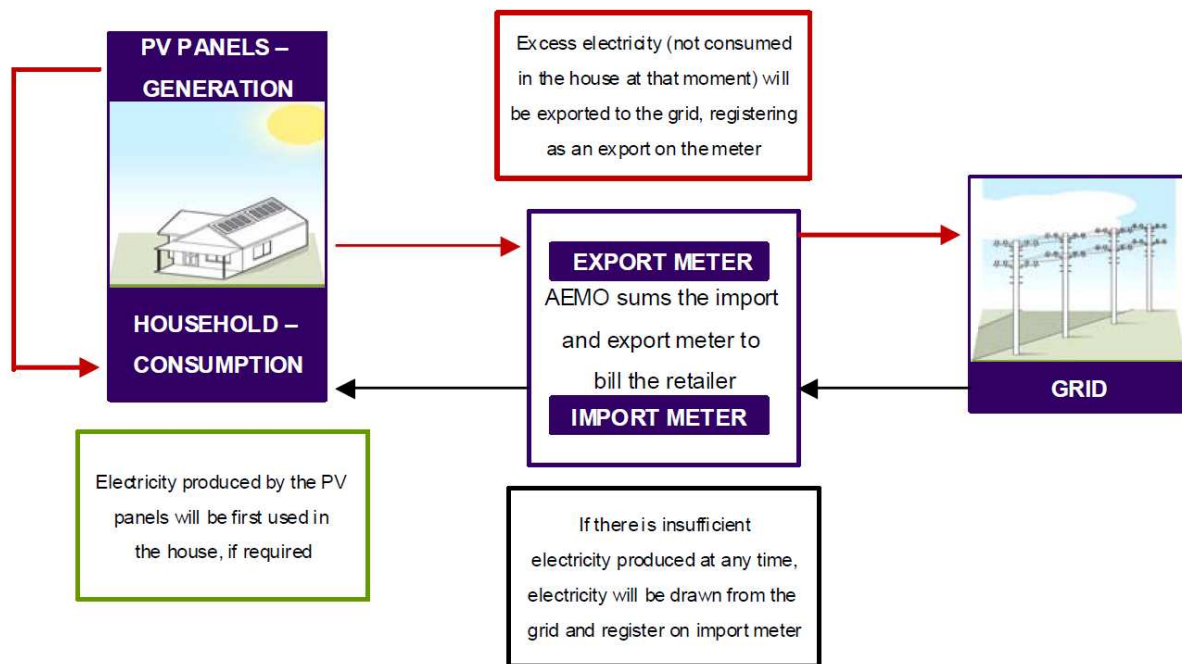 PV PANELS –
GENERATION
HOUSEHOLD –
CONSUMPTION
Electricity produced by the PV
panels will be first used in
the house, if required
Excess electricity (not consumed
in the house at that moment) will
be exported to the grid, registering
as an export on the meter
EXPORT METER
AEMO sums the import
and export meter to
bill the retailer
IMPORT METER
If there is insufficient
electricity produced at any time,
electricity will be drawn from the
grid and register on import meter
GRID